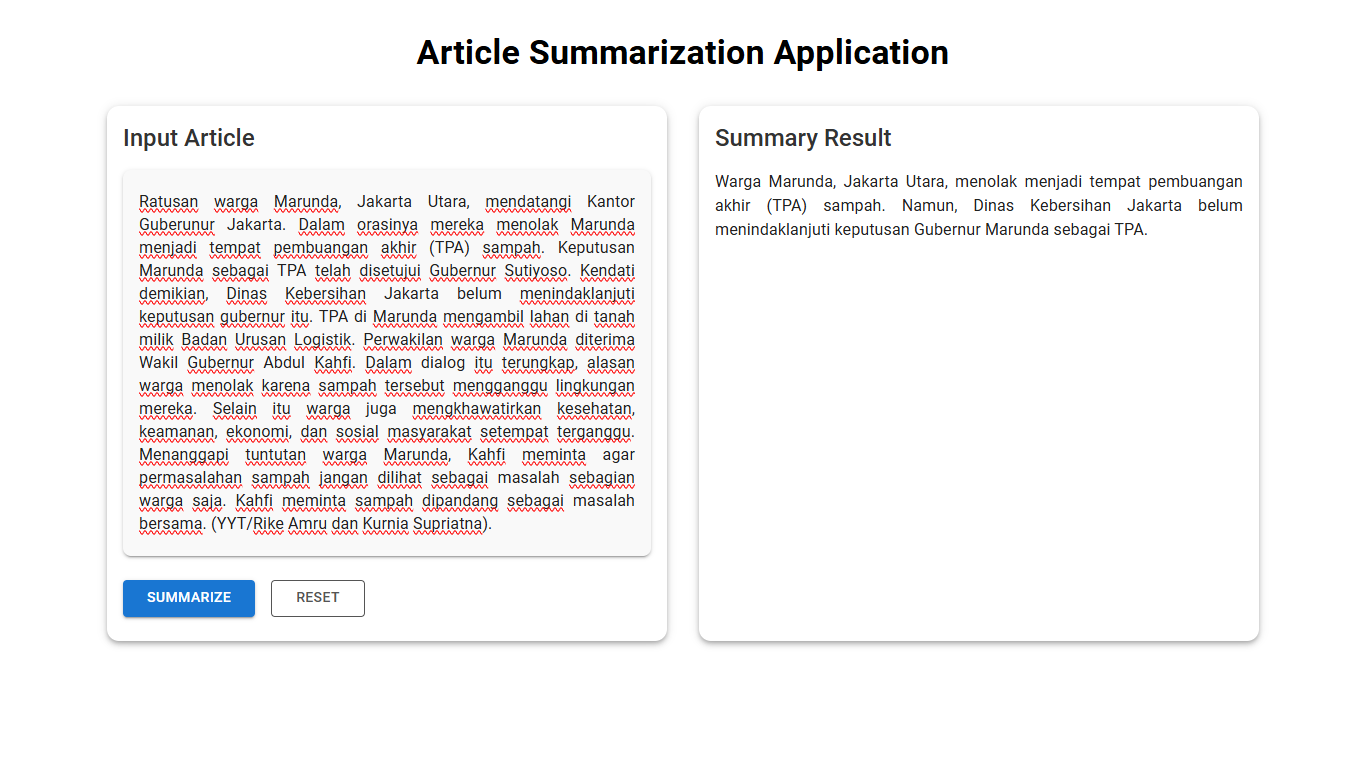 Article Summarization Application
Input Article
Ratusan warga Marunda, Jakarta Utara, mendatangi Kantor
Guberunur Jakarta. Dalam orasinya mereka menolak Marunda
menjadi tempat pembuangan akhir (TPA) sampah. Keputusan
Marunda sebagai TPA telah disetujui Gubernur Sutiyoso. Kendati
demikian, Dinas Kebersihan Jakarta belum menindaklanjuti
keputusan gubernur itu. TPA di Marunda mengambil lahan di tanah
milik Badan Urusan Logistik. Perwakilan warga Marunda diterima
Wakil Gubernur Abdul Kahfi. Dalam dialog itu terungkap, alasan
warga menolak karena sampah tersebut mengganggu lingkungan
mereka. Selain itu warga juga mengkhawatirkan kesehatan,
keamanan, ekonomi, dan sosial masyarakat setempat terganggu.
Menanggapi tuntutan warga Marunda, Kahfi meminta agar
permasalahan sampah jangan dilihat sebagai masalah sebagian
warga saja. Kahfi meminta sampah dipandang sebagai masalah
bersama. (YYT/Rike Amru dan Kurnia Supriatna).
SUMMARIZE
RESET
Summary Result
Warga Marunda, Jakarta Utara, menolak menjadi tempat pembuangan
akhir (TPA) sampah. Namun, Dinas Kebersihan Jakarta belum
menindaklanjuti keputusan Gubernur Marunda sebagai TPA.